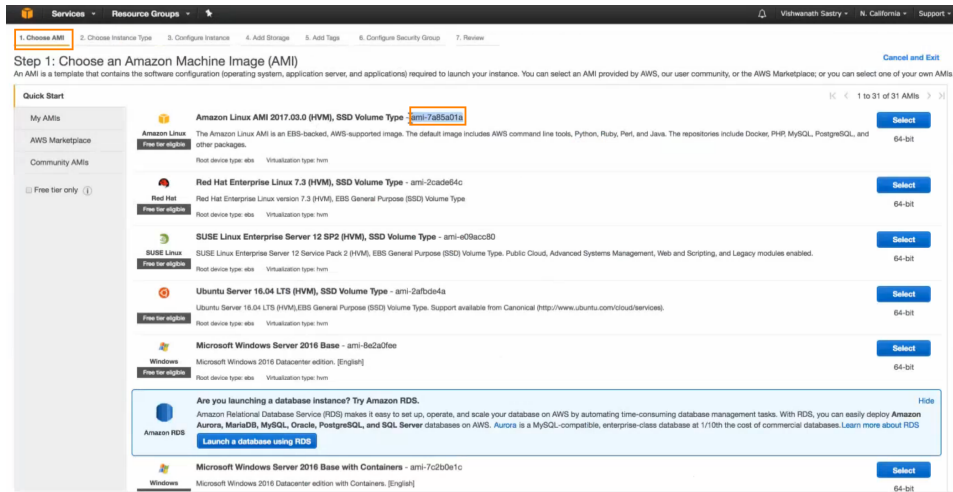 Services
Resource Groups
Vishwanath Sastry
N. California
Support
1. Choose AMI
2. Choose Instance Type
3. Configure Instance
4. Add Storage
5. Add Tags
6. Configure Security Group
7. Review
Step 1: Choose an Amazon Machine Image (AMI)
Cancel and Exit
An AMI is a template that contains the software configuration (operating system, application server, and applications) required to launch your instance. You can select an AMI provided by AWS, our user community, or the AWS Marketplace; or you can select one of your own AMIs
Quick Start
1 to 31 of 31 AMIs
My AMIs
AWS Marketplace
Community AMIs
Free tier only
Amazon Linux
Free tier eligible
Amazon Linux AMI 2017.03.0 (HVM), SSD Volume Type - ami-7a85a01a
The Amazon Linux AMI is an EBS-backed, AWS-supported image. The default image includes AWS command line tools, Python, Ruby, Perl, and Java. The repositories include Docker, PHP, MySQL, PostgreSQL, and
other packages.
Root device type: ebs Virtualization type: hvm
Select
64-bit
Red Hat
Free tier eligible
Red Hat Enterprise Linux 7.3 (HVM), SSD Volume Type - ami-2cade64c
Red Hat Enterprise Linux version 7.3 (HVM), EBS General Purpose (SSD) Volume Type
Root device type: ebs Virtualization type: hvm
Select
64-bit
SUSE Linux
Free tier eligible
SUSE Linux Enterprise Server 12 SP2 (HVM), SSD Volume Type - ami-e09acc80
SUSE Linux Enterprise Server 12 Service Pack 2 (HVM), EBS General Purpose (SSD) Volume Type. Public Cloud, Advanced Systems Management, Web and Scripting, and Legacy modules enabled.
Root device type: ebs Virtualization type: hvm
Select
64-bit
Free tier eligible
Ubuntu Server 16.04 LTS (HVM), SSD Volume Type - ami-2afbde4a
Ubuntu Server 16.04 LTS (HVM),EBS General Purpose (SSD) Volume Type. Support available from Canonical (http://www.ubuntu.com/cloud/services).
Root device type: ebs Virtualization type: hvm
Select
64-bit
Windows
Free tier eligible
Microsoft Windows Server 2016 Base - ami-8e2a0fee
Microsoft Windows 2016 Datacenter edition. [English]
Root device type: ebs Virtualization type: hvm
Select
64-bit
Amazon RDS
Are you launching a database instance? Try Amazon RDS.
Hide
Amazon Relational Database Service (RDS) makes it easy to set up, operate, and scale your database on AWS by automating time-consuming database management tasks. With RDS, you can easily deploy Amazon
Aurora, MariaDB, MySQL, Oracle, PostgreSQL, and SQL Server databases on AWS. Aurora is a MySQL-compatible, enterprise-class database at 1/10th the cost of commercial databases.Learn more about RDS
Launch a database using RDS
Windows
Microsoft Windows Server 2016 Base with Containers - ami-7c2b0e1c
Microsoft Windows 2016 Datacenter edition with Containers. [English]
Select
64-bit